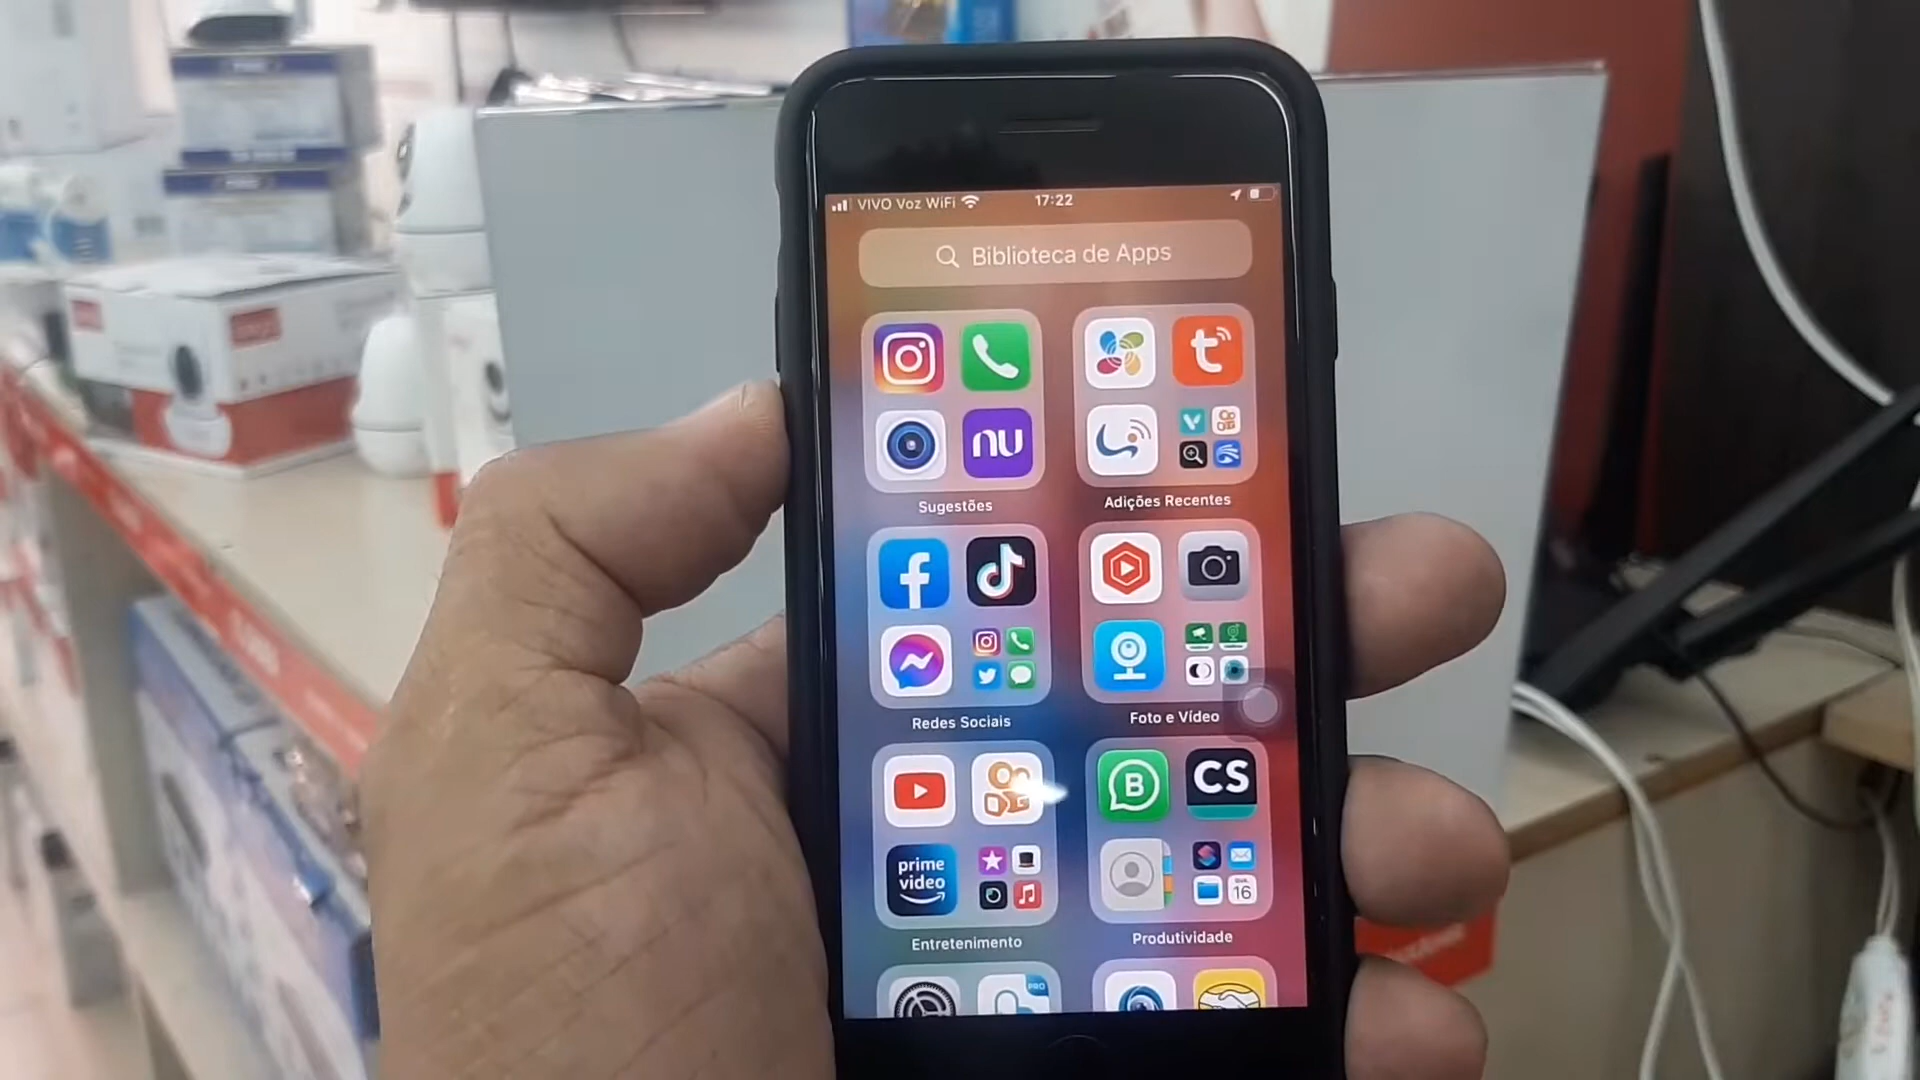 VIVO Voz WiFi 17:22
Biblioteca de Apps
nu
Sugestões
Adições Recentes
Redes Sociais
Foto e Vídeo
B
CS
prime
video
16
Entretenimento
Produtividade
PRO